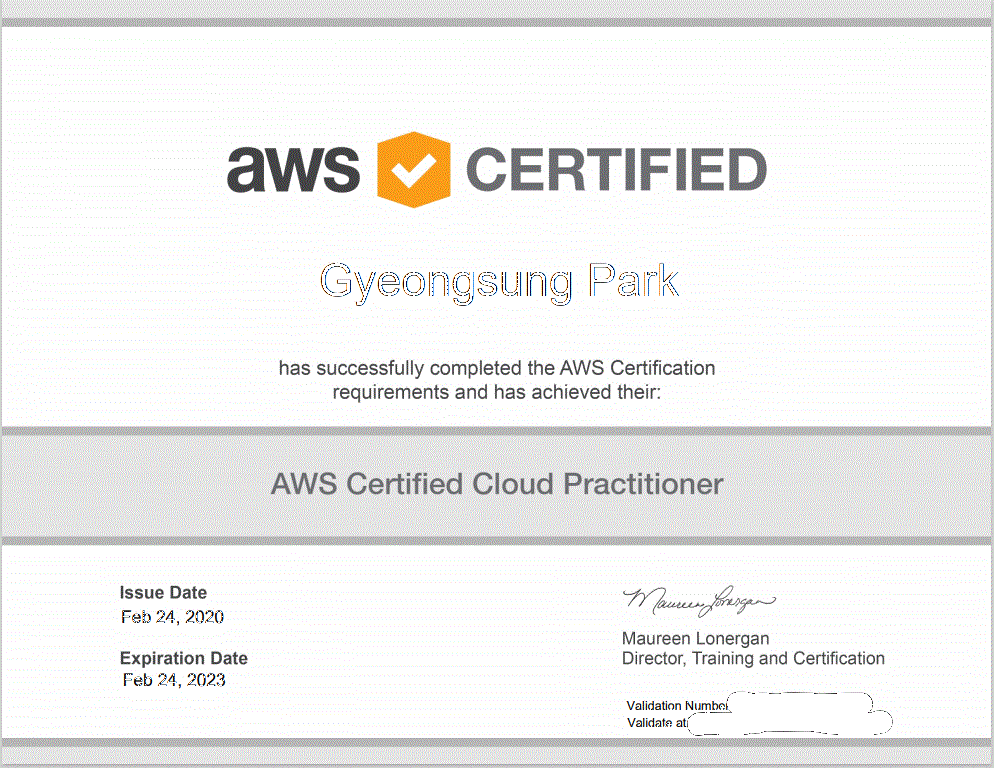 aws CERTIFIED
Gyeongsung Park
has successfully completed the AWS Certification
requirements and has achieved their:
AWS Certified Cloud Practitioner
Issue Date
Feb 24, 2020
Expiration Date
Feb 24, 2023
Maureen Lonergan
Maureen Lonergan
Director, Training and Certification
Validation Number
Validate at